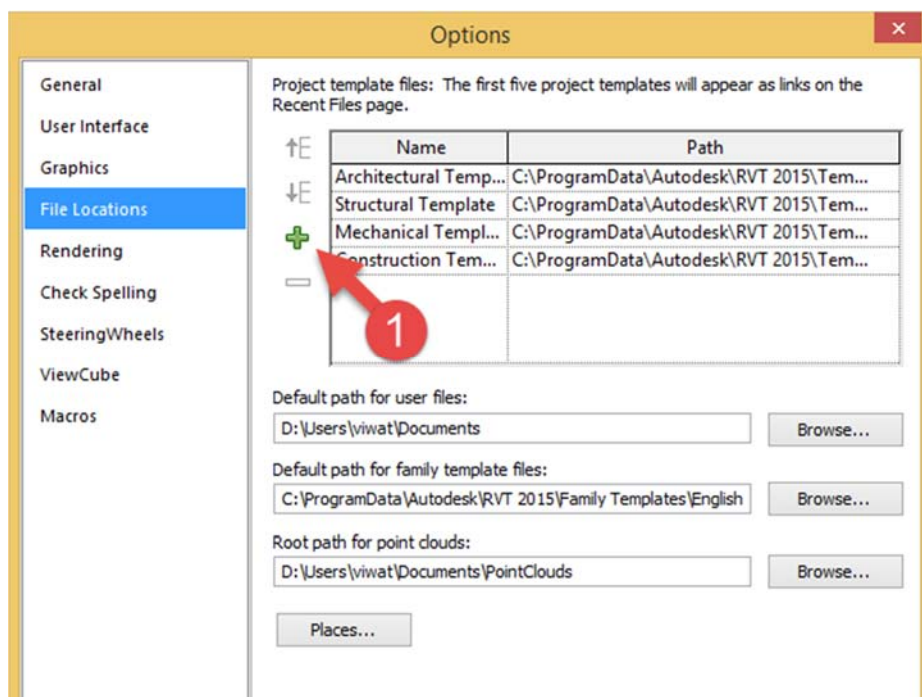 Options
General
User Interface
Graphics
File Locations
Rendering
Check Spelling
SteeringWheels
ViewCube
Macros
Project template files: The first five project templates will appear as links on the
Recent Files page.
Name Path
Architectural Temp... C:\ProgramData\Autodesk\RVT 2015\Tem...
Structural Template C:\ProgramData\Autodesk\RVT 2015\Tem...
Mechanical Templ... C:\ProgramData\Autodesk\RVT 2015\Tem...
Construction Tem... C:\ProgramData\Autodesk\RVT 2015\Tem...
1
Default path for user files:
D:\Users\viwat\Documents Browse...
Default path for family template files:
C:\ProgramData\Autodesk\RVT 2015\Family Templates\English Browse...
Root path for point clouds:
D:\Users\viwat\Documents\PointClouds Browse...
Places...